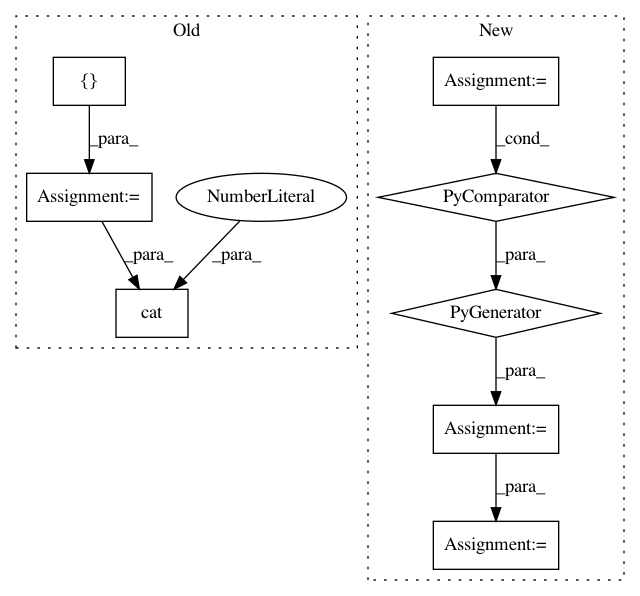 Old
New
{}
Assignment:=
_para_
_cond_
Assignment:=
NumberLiteral
PyComparator
_para_
_para_
_para_
cat
PyGenerator
_para_
Assignment:=
_para_
Assignment:=